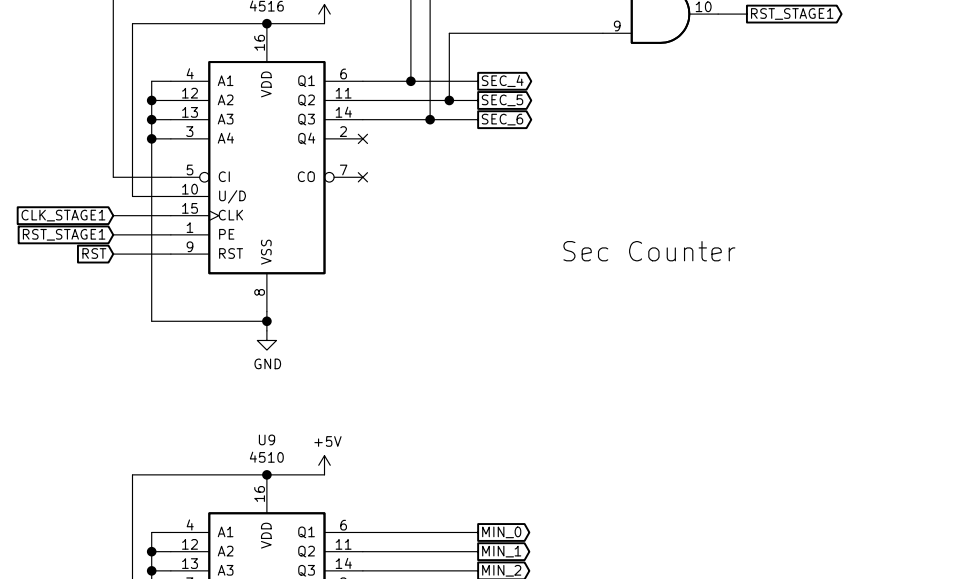 4516
10 RST_STAGE1
9
16
4 A1 VDD Q1 6 SEC_4
12 A2 Q2 11 SEC_5
13 A3 Q3 14 SEC_6
3 A4 Q4 2
5 CI CO 7
10 U/D
CLK_STAGE1 15 CLK
RST_STAGE1 1 PE
RST 9 RST VSS
Sec Counter
8
GND
U9 +5V
4510
16
4 A1 VDD Q1 6 MIN_0
12 A2 Q2 11 MIN_1
13 A3 Q3 14 MIN_2